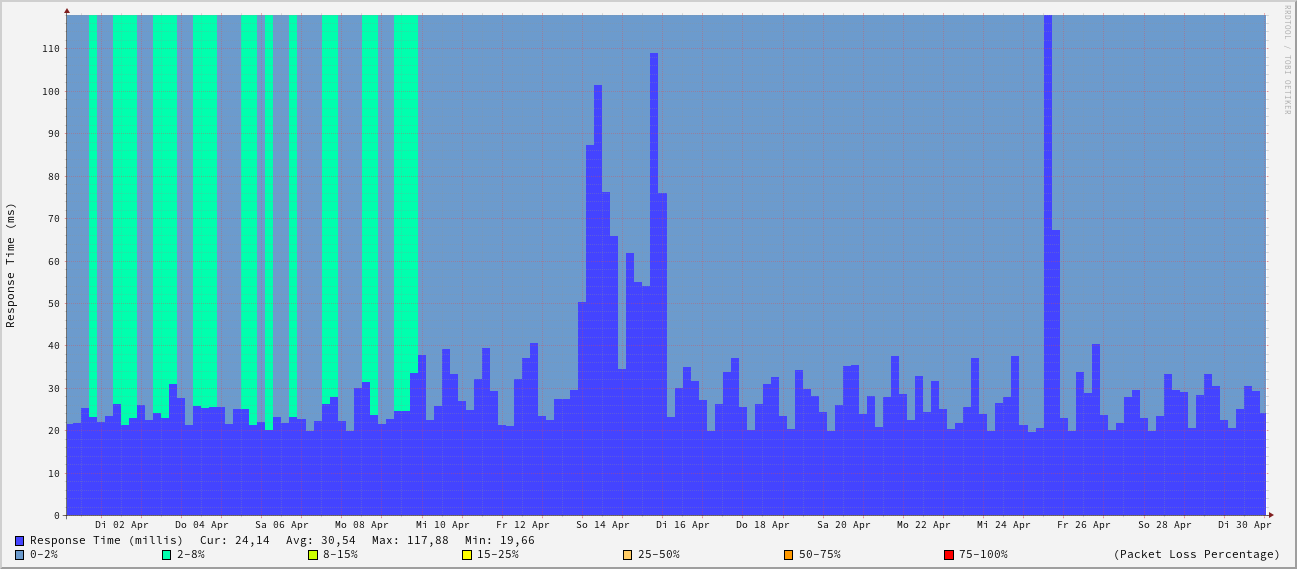 RRDTOOL / TOBI OETIKER
Response Time (ms)
110
100
90
80
70
60
50
40
30
20
10
0
Di 02 Apr Do 04 Apr Sa 06 Apr Mo 08 Apr Mi 10 Apr Fr 12 Apr So 14 Apr Di 16 Apr Do 18 Apr Sa 20 Apr Mo 22 Apr Mi 24 Apr Fr 26 Apr So 28 Apr Di 30 Apr
Response Time (millis) Cur: 24,14 Avg: 30,54 Max: 117,88 Min: 19,66
0-2% 2-8% 8-15% 15-25% 25-50% 50-75% 75-100% (Packet Loss Percentage)